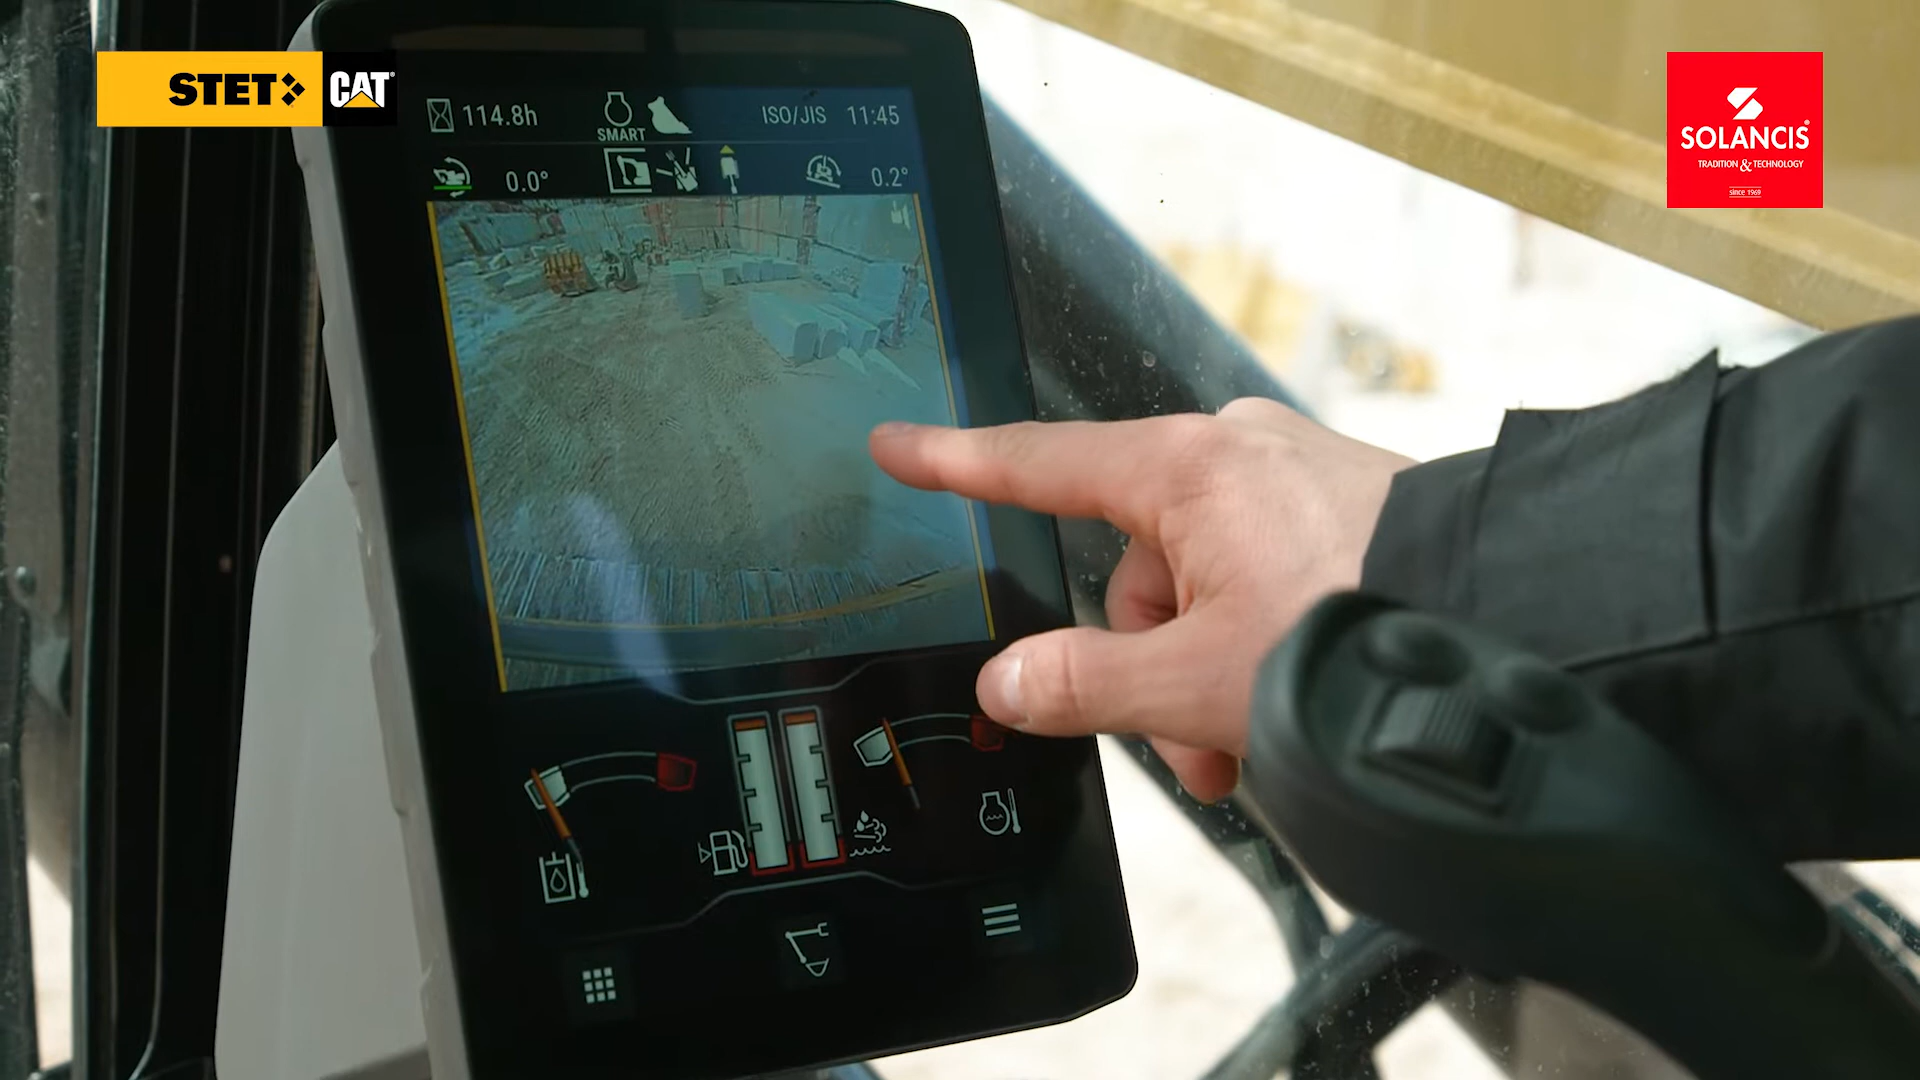 STET
CAT
114.8h
SMART
ISO/JIS 11:45
0.0°
0.2°
SOLANCIS
TRADITION & TECHNOLOGY
since 1969